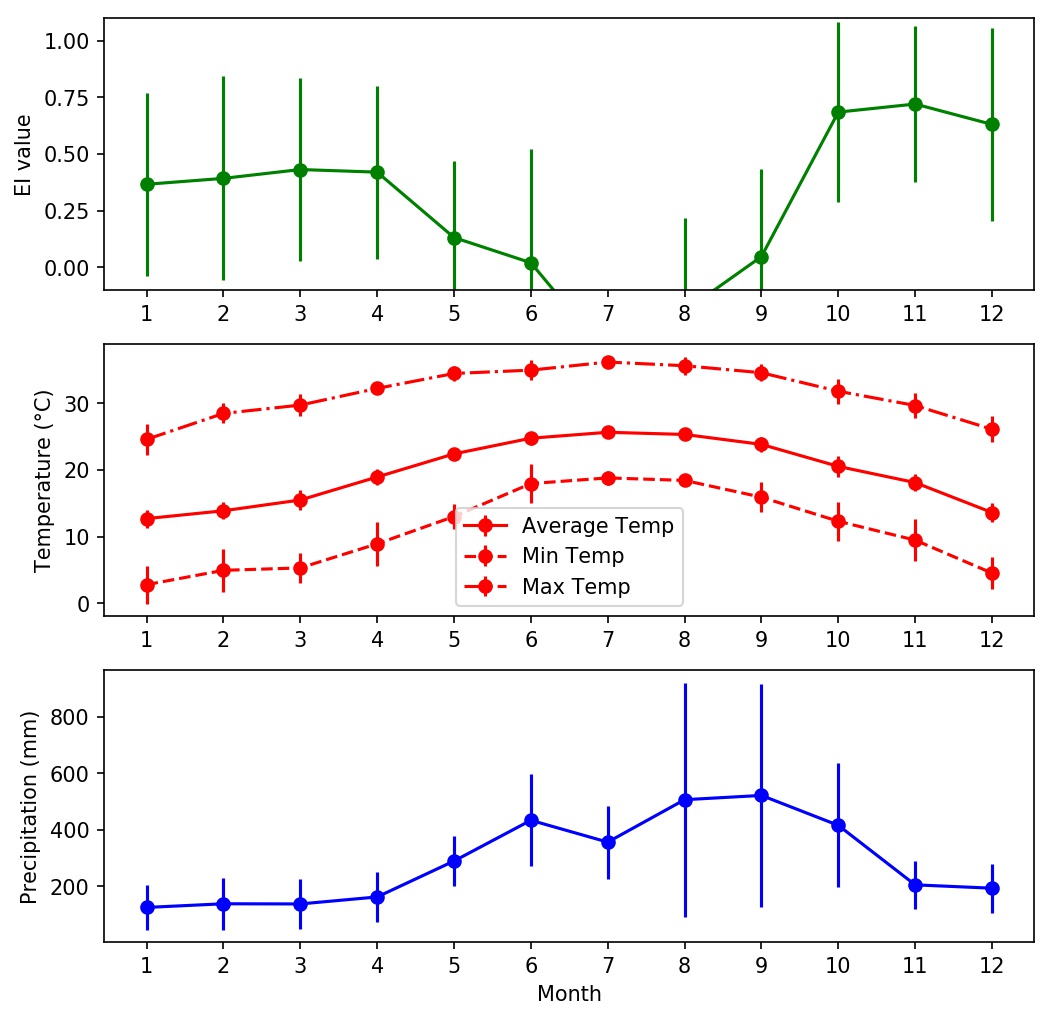 EI value
1.00
0.75
0.50
0.25
0.00
1 2 3 4 5 6 7 8 9 10 11 12
Temperature (°C)
30
20
10
0
Average Temp
Min Temp
Max Temp
1 2 3 4 5 6 7 8 9 10 11 12
Precipitation (mm)
800
600
400
200
1 2 3 4 5 6 7 8 9 10 11 12
Month